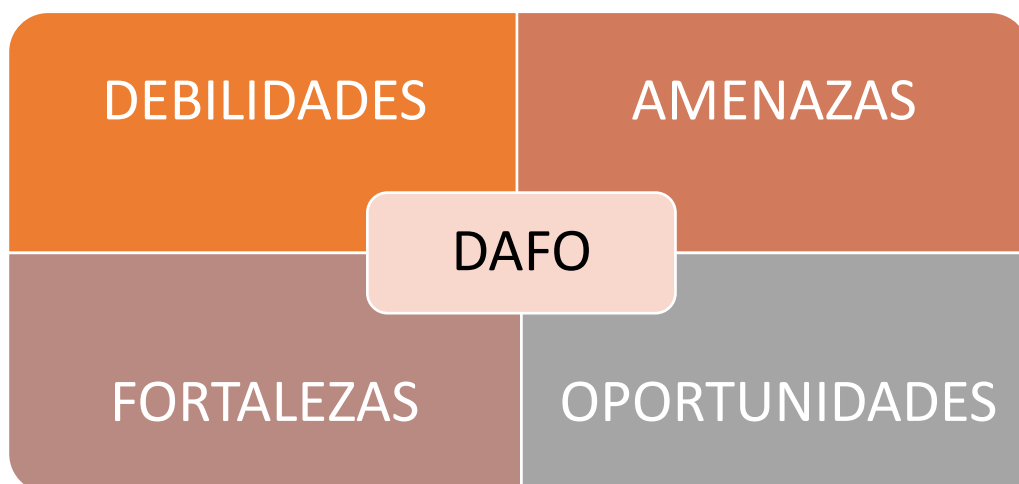 DEBILIDADES
AMENAZAS
DAFO
FORTALEZAS
OPORTUNIDADES